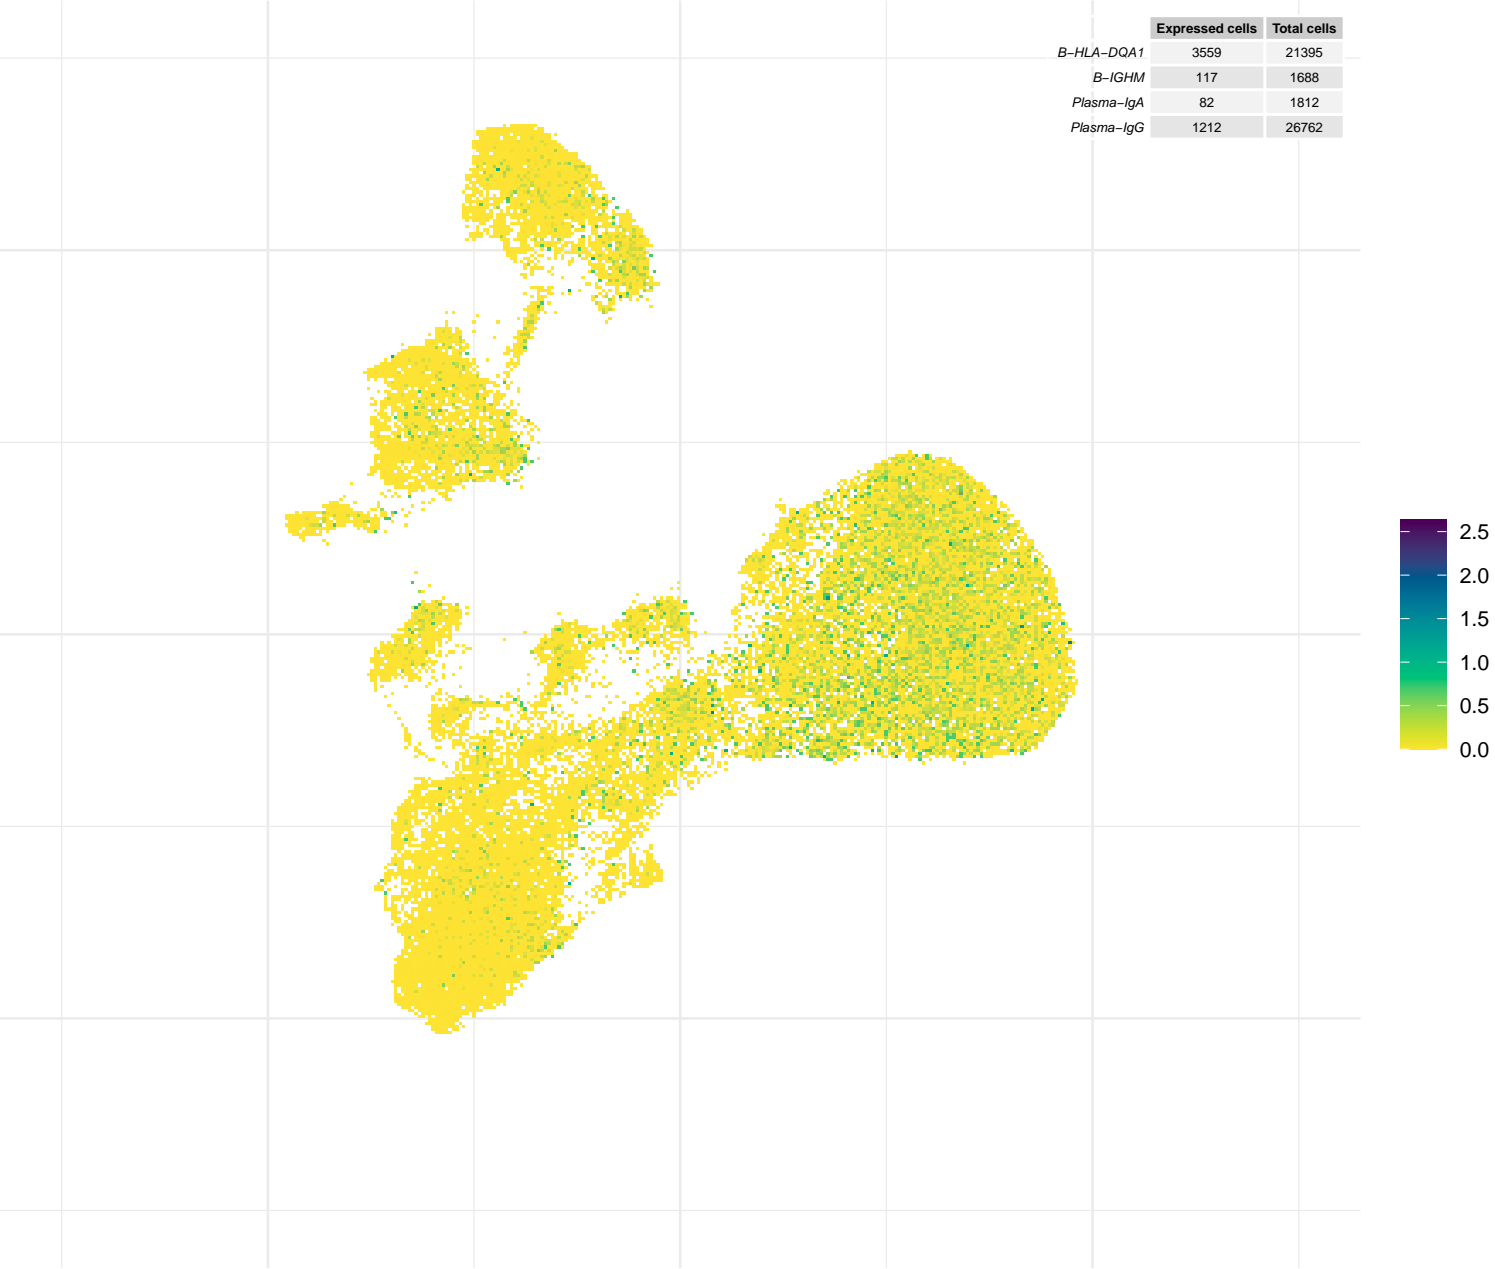 Expressed cells Total cells
B−HLA−DQA1 3559 21395
B−IGHM 117 1688
Plasma−IgA 82 1812
Plasma−IgG 1212 26762
2.5
2.0
1.5
1.0
0.5
0.0